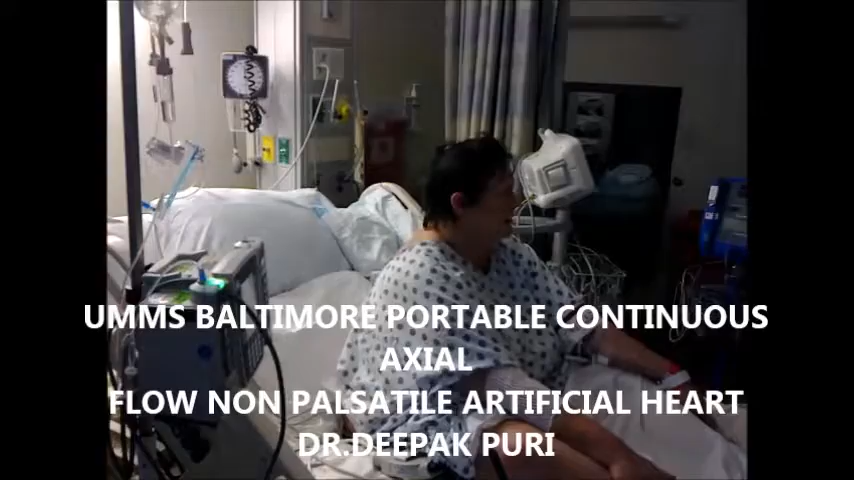 UMMS BALTIMORE PORTABLE CONTINUOUS
AXIAL
FLOW NON PALSATILE ARTIFICIAL HEART
DR.DEEPAK PURI